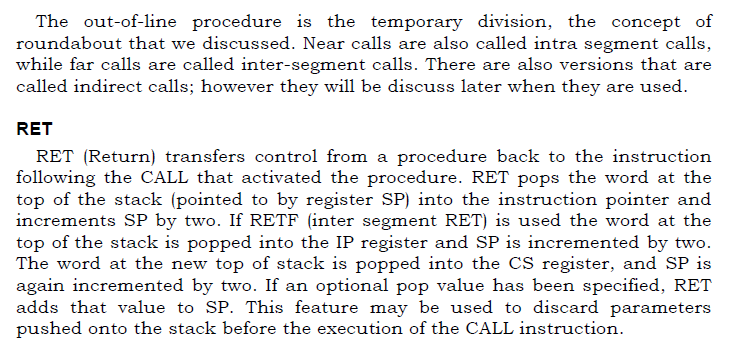 The out-of-line procedure is the temporary division, the concept of
roundabout that we discussed. Near calls are also called intra segment calls,
while far calls are called inter-segment calls. There are also versions that are
called indirect calls; however they will be discuss later when they are used.
RET
RET (Return) transfers control from a procedure back to the instruction
following the CALL that activated the procedure. RET pops the word at the
top of the stack (pointed to by register SP) into the instruction pointer and
increments SP by two. If RETF (inter segment RET) is used the word at the
top of the stack is popped into the IP register and SP is incremented by two.
The word at the new top of stack is popped into the CS register, and SP is
again incremented by two. If an optional pop value has been specified, RET
adds that value to SP. This feature may be used to discard parameters
pushed onto the stack before the execution of the CALL instruction.